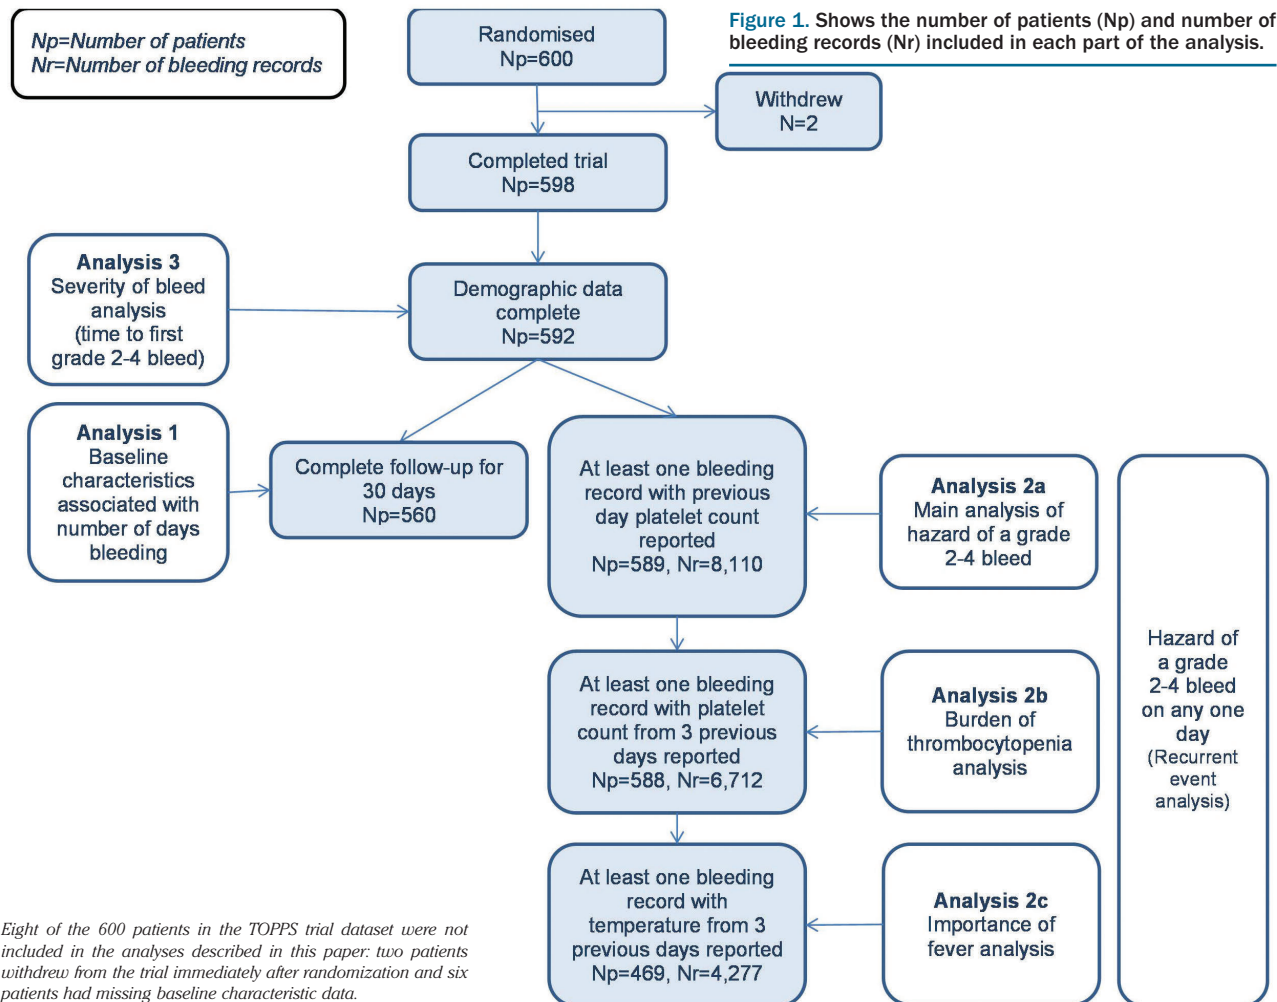 Np=Number of patients
Nr=Number of bleeding records
Figure 1. Shows the number of patients (Np) and number of
bleeding records (Nr) included in each part of the analysis.
Randomised
Np=600
Withdrew
N=2
Completed trial
Np=598
Analysis 3
Severity of bleed
analysis
(time to first
grade 2-4 bleed)
Demographic data
complete
Np=592
Analysis 1
Baseline
characteristics
associated with
number of days
bleeding
Complete follow-up for
30 days
Np=560
At least one bleeding
record with previous
day platelet count
reported
Np=589, Nr=8,110
Analysis 2a
Main analysis of
hazard of a grade
2-4 bleed
At least one bleeding
record with platelet
count from 3 previous
days reported
Np=588, Nr=6,712
Analysis 2b
Burden of
thrombocytopenia
analysis
Hazard of
a grade
2-4 bleed
on any one
day
(Recurrent
event
analysis)
At least one bleeding
record with
temperature from 3
previous days reported
Np=469, Nr=4,277
Analysis 2c
Importance of
fever analysis
Eight of the 600 patients in the TOPPS trial dataset were not
included in the analyses described in this paper: two patients
withdrew from the trial immediately after randomization and six
patients had missing baseline characteristic data.